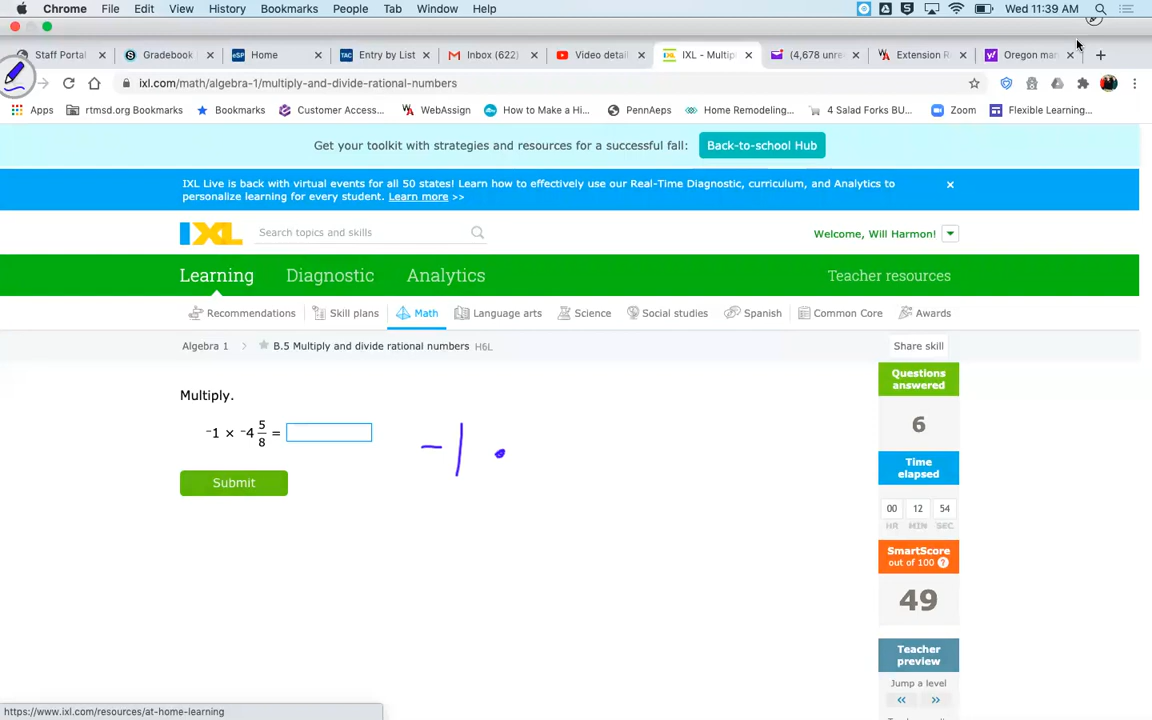 Chrome File Edit View History Bookmarks People Tab Window Help Wed 11:39 AM
Staff Portal Gradebook Home Entry by List Inbox (622) Video detail IXL - Multipl (4,678 unre Extension R Oregon man
ixl.com/math/algebra-1/multiply-and-divide-rational-numbers
Apps rtmsd.org Bookmarks Bookmarks Customer Access... WebAssign How to Make a Hi... PennAeps Home Remodeling... 4 Salad Forks BU... Zoom Flexible Learning...
Get your toolkit with strategies and resources for a successful fall: Back-to-school Hub
IXL Live is back with virtual events for all 50 states! Learn how to effectively use our Real-Time Diagnostic, curriculum, and Analytics to
personalize learning for every student. Learn more >>
IXL Search topics and skills Welcome, Will Harmon!
Learning Diagnostic Analytics Teacher resources
Recommendations Skill plans Math Language arts Science Social studies Spanish Common Core Awards
Algebra 1 > B.5 Multiply and divide rational numbers H6L Share skill
Questions
answered
6
Multiply.
-1 × -4 5/8 =
-1 ·
Submit
Time
elapsed
00 12 54
HR MIN SEC
SmartScore
out of 100 ?
49
Teacher
preview
Jump a level
<< >>
https://www.ixl.com/resources/at-home-learning